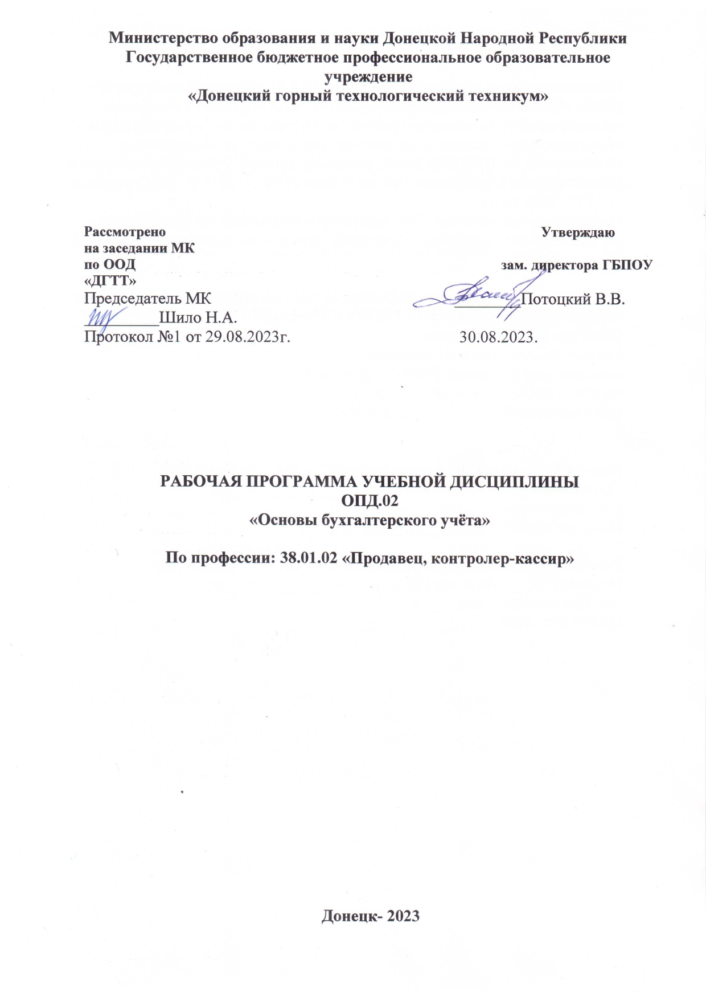 Министерство образования и науки Донецкой Народной Республики
Государственное бюджетное профессиональное образовательное
учреждение
«Донецкий горный технологический техникум»
Рассмотрено
на заседании МК
по ООД
«ДГТТ»
Председатель МК
_________Шило Н.А.
Протокол №1 от 29.08.2023г.
Утверждаю
зам. директора ГБПОУ
________Потоцкий В.В.
30.08.2023.
РАБОЧАЯ ПРОГРАММА УЧЕБНОЙ ДИСЦИПЛИНЫ
ОПД.02
«Основы бухгалтерского учёта»
По профессии: 38.01.02 «Продавец, контролер-кассир»
Донецк- 2023